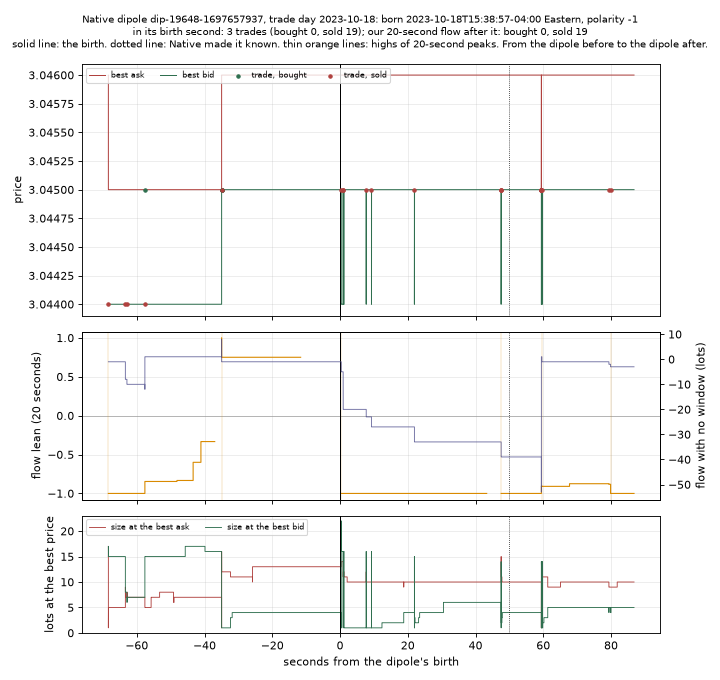 Native dipole dip-19648-1697657937, trade day 2023-10-18: born 2023-10-18T15:38:57-04:00 Eastern, polarity -1
in its birth second: 3 trades (bought 0, sold 19); our 20-second flow after it: bought 0, sold 19
solid line: the birth. dotted line: Native made it known. thin orange lines: highs of 20-second peaks. From the dipole before to the dipole after.
best ask
best bid
trade, bought
trade, sold
3.04600
3.04575
3.04550
3.04525
3.04500
3.04475
3.04450
3.04425
3.04400
price
1.0
0.5
0.0
−0.5
−1.0
flow lean (20 seconds)
10
0
−10
−20
−30
−40
−50
flow with no window (lots)
size at the best ask
size at the best bid
20
15
10
5
0
lots at the best price
−60
−40
−20
0
20
40
60
80
seconds from the dipole's birth